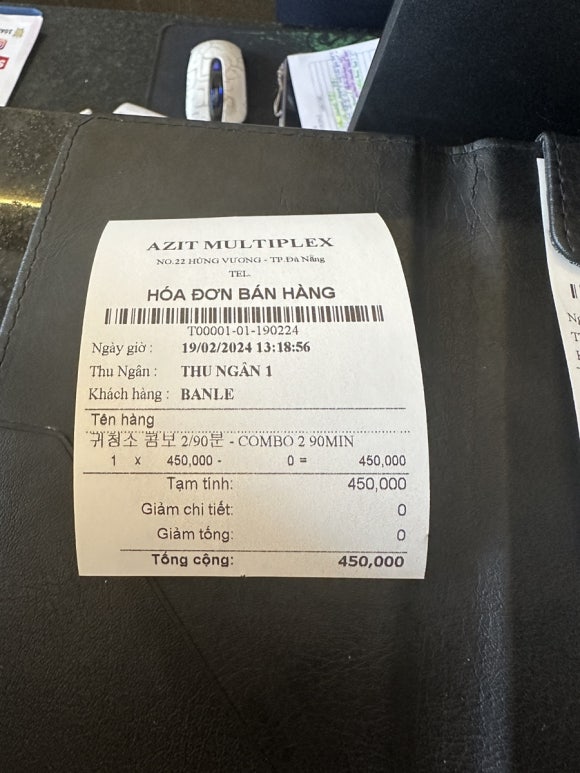 AZIT MULTIPLEX
NO.22 HÙNG VƯƠNG - TP.Đà Nẵng
TEL.
HÓA ĐƠN BÁN HÀNG
T00001-01-190224
Ngày giờ : 19/02/2024 13:18:56
Thu Ngân : THU NGÂN 1
Khách hàng : BANLE
Tên hàng
귀청소 콤보 2/90분 - COMBO 2 90MIN
1 x 450,000 - 0 = 450,000
Tạm tính: 450,000
Giảm chi tiết: 0
Giảm tổng: 0
Tổng cộng: 450,000